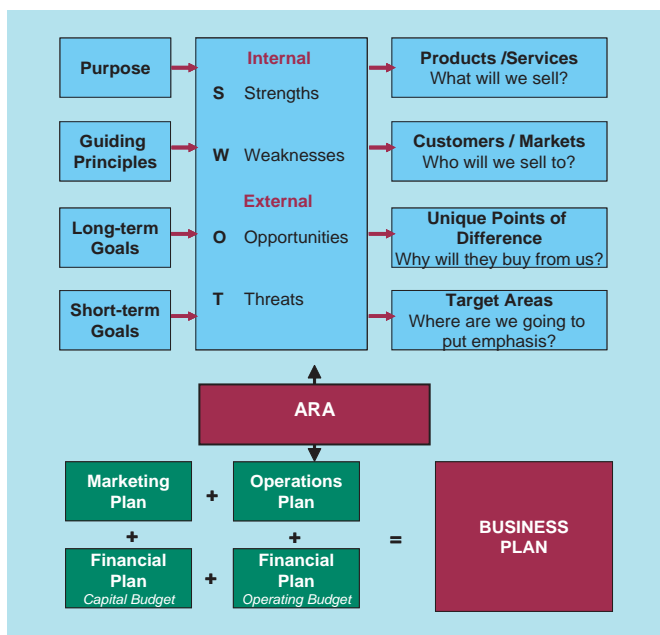 Purpose
Guiding
Principles
Long-term
Goals
Short-term
Goals
Internal
S Strengths
W Weaknesses
External
O Opportunities
T Threats
Products /Services
What will we sell?
Customers / Markets
Who will we sell to?
Unique Points of
Difference
Why will they buy from us?
Target Areas
Where are we going to
put emphasis?
ARA
Marketing
Plan
+
Operations
Plan
+
+
Financial
Plan
Capital Budget
+
Financial
Plan
Operating Budget
=
BUSINESS
PLAN